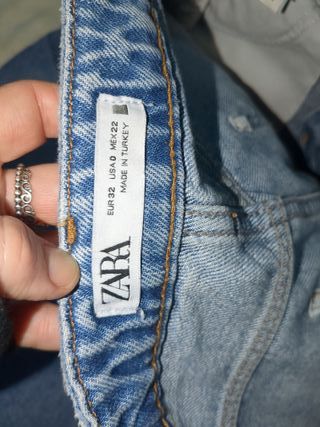 ZARA
EUR 32 USA 0 MEX 22
MADE IN TURKEY